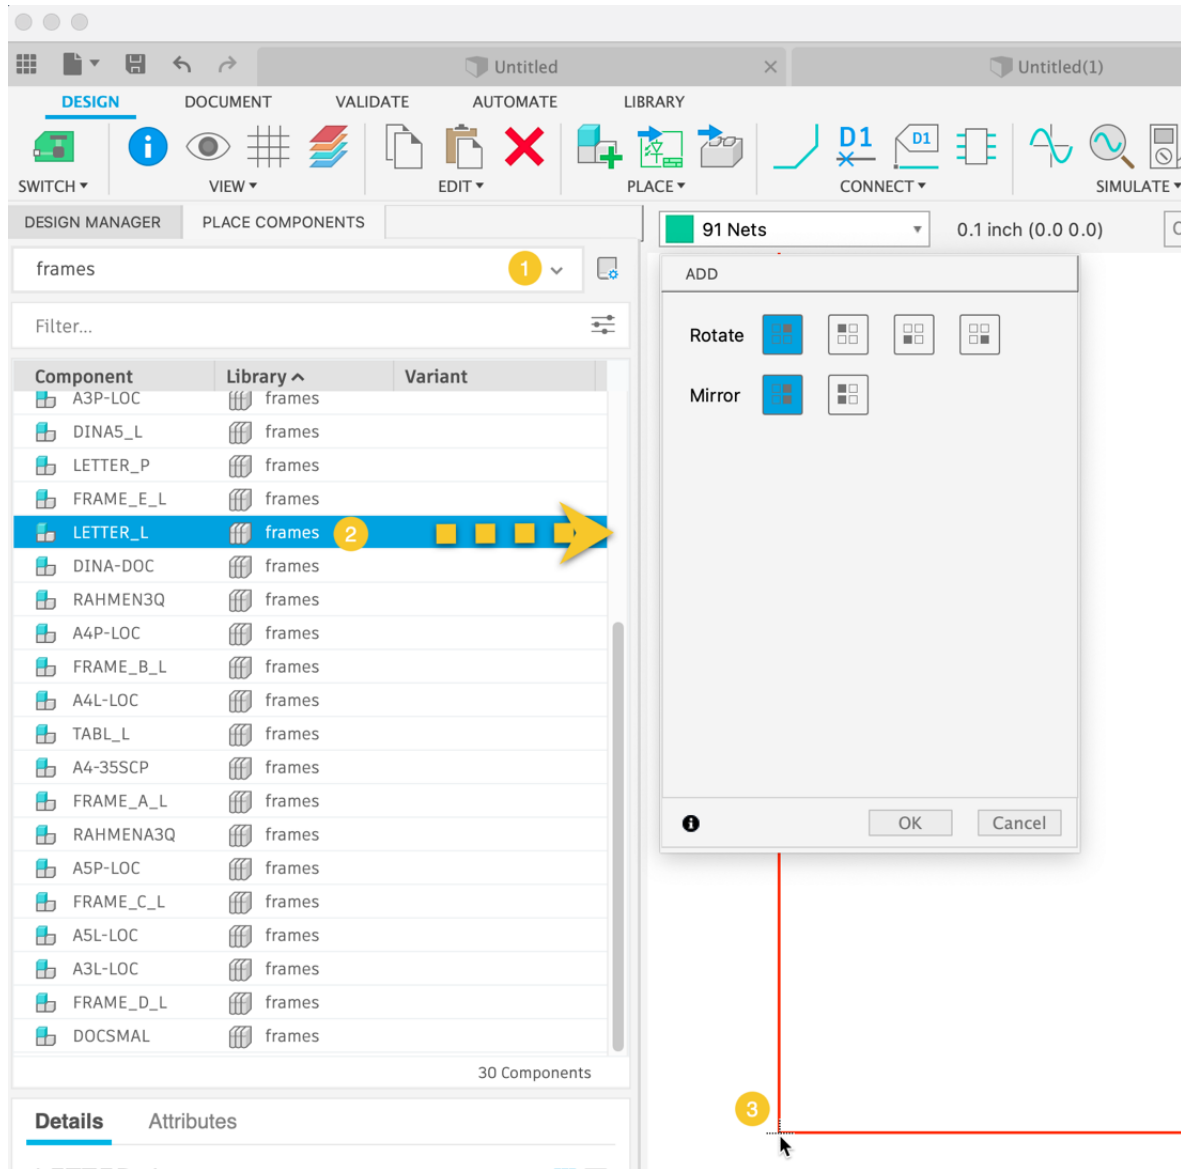 Untitled
Untitled(1)
DESIGN DOCUMENT VALIDATE AUTOMATE LIBRARY
D1 D1
SWITCH VIEW EDIT PLACE CONNECT SIMULATE
DESIGN MANAGER PLACE COMPONENTS
91 Nets 0.1 inch (0.0 0.0)
frames 1
ADD
Filter...
Rotate
Mirror
Component Library Variant
A3P-LOC frames
DINA5_L frames
LETTER_P frames
FRAME_E_L frames
LETTER_L frames 2
DINA-DOC frames
RAHMEN3Q frames
A4P-LOC frames
FRAME_B_L frames
A4L-LOC frames
TABL_L frames
A4-35SCP frames
FRAME_A_L frames
RAHMENA3Q frames
A5P-LOC frames
FRAME_C_L frames
A5L-LOC frames
A3L-LOC frames
FRAME_D_L frames
DOCSMAL frames
OK Cancel
30 Components
3
Details Attributes